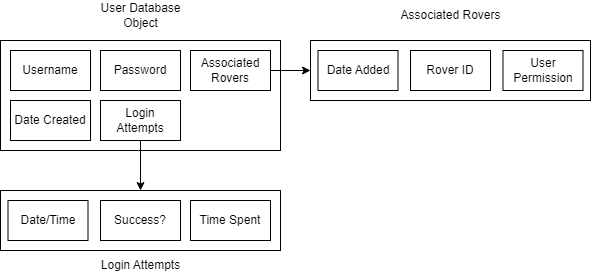 User Database
Object
Associated Rovers
Username
Password
Associated
Rovers
Date Added
Rover ID
User
Permission
Date Created
Login
Attempts
Date/Time
Success?
Time Spent
Login Attempts